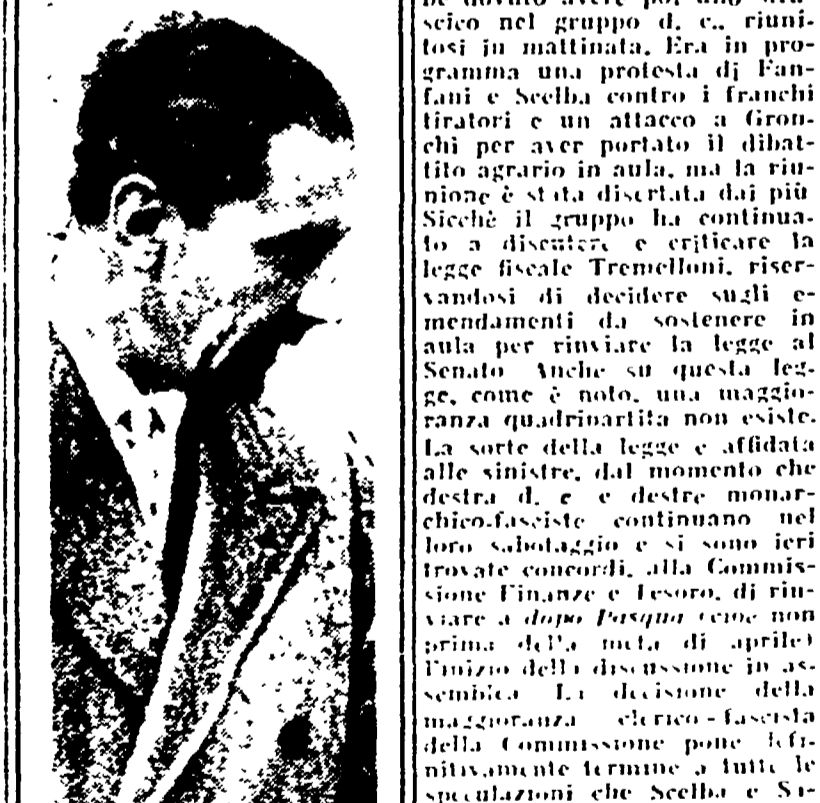 be dovuto avere poi uno
scico nel gruppo d. c., riuni-
tosi in mattinata. Era in pro-
gramma una protesta di Fan-
fani e Scelba contro i franchi
tiratori e un attacco a Gron-
chi per aver portato il dibat-
tito agrario in aula, ma la riu-
nione è stata disertata dai più
Sicchè il gruppo ha continua-
to a discutere e criticare la
legge fiscale Tremelloni, riser-
vandosi di decidere sugli e-
mendamenti da sostenere in
aula per rinviare la legge al
Senato Anche su questa leg-
ge, come è noto, una maggio-
ranza quadripartita non esiste.
La sorte della legge e affidata
alle sinistre, dal momento che
destra d. c e destre monar-
chico-fasciste continuano nel
loro sabotaggio e si sono ieri
trovate concordi, alla Commis-
sione Finanze e Tesoro, di rin-
viare a dopo Pasqua cioè non
prima della metà di aprile)
l'inizio della discussione in as-
semblea La decisione della
maggioranza clerico-fascista
della Commissione pone defi-
nitivamente termine a tutte le
speculazioni che Scelba e Sa-